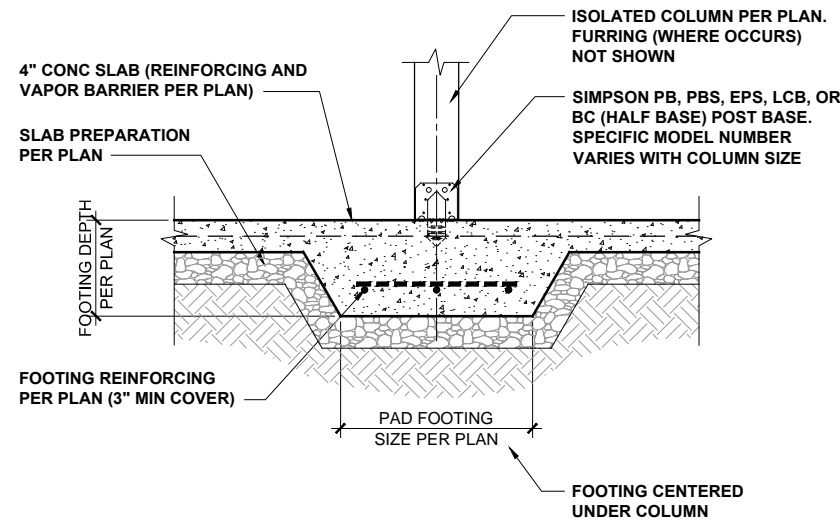 ISOLATED COLUMN PER PLAN.
FURRING (WHERE OCCURS)
NOT SHOWN
4" CONC SLAB (REINFORCING AND
VAPOR BARRIER PER PLAN)
SIMPSON PB, PBS, EPS, LCB, OR
BC (HALF BASE) POST BASE.
SPECIFIC MODEL NUMBER
VARIES WITH COLUMN SIZE
SLAB PREPARATION
PER PLAN
FOOTING DEPTH
PER PLAN
FOOTING REINFORCING
PER PLAN (3" MIN COVER)
PAD FOOTING
SIZE PER PLAN
FOOTING CENTERED
UNDER COLUMN